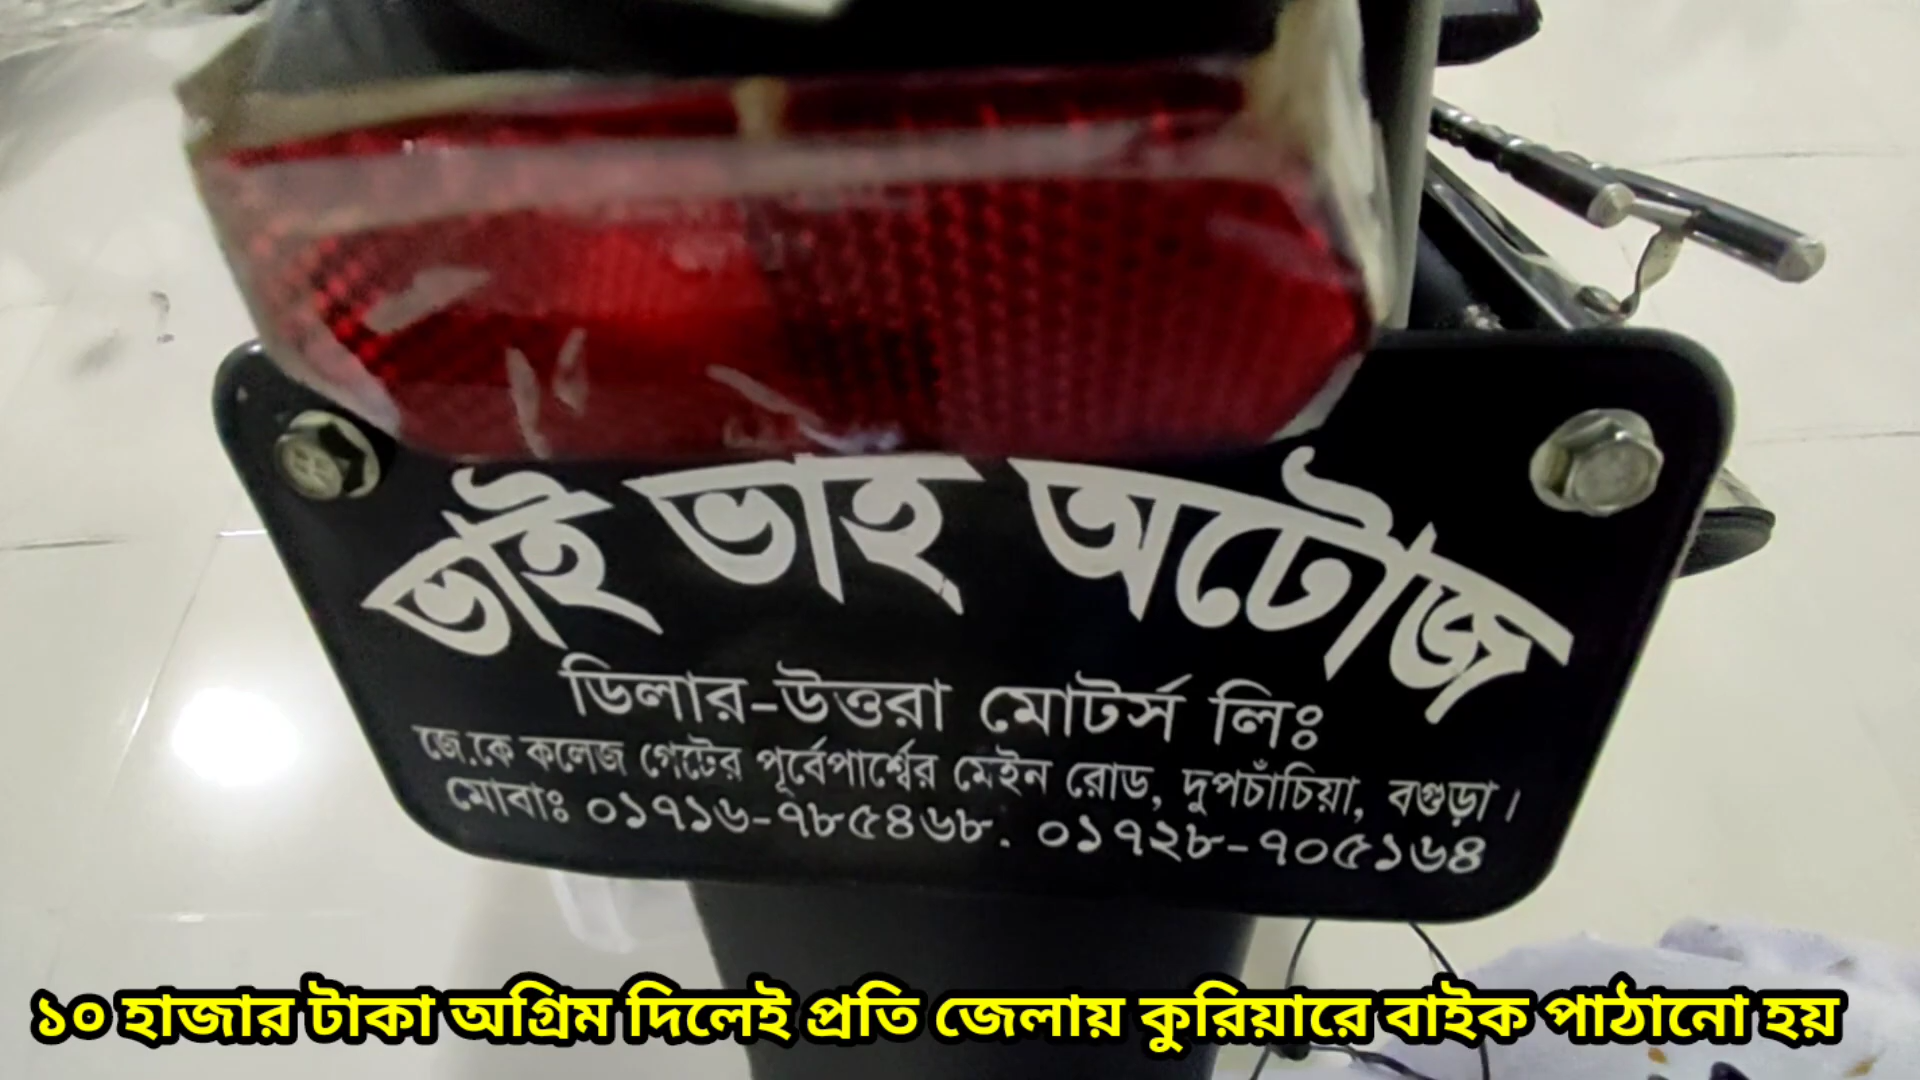 ভাই ভাই অটোজ
ডিলার-উত্তরা মোটর্স লিঃ
জে.কে কলেজ গেটের পূর্বেপার্শ্বের মেইন রোড, দুপচাঁচিয়া, বগুড়া।
মোবাঃ ০১৭১৬-৭৮৫৪৬৮. ০১৭২৮-৭০৫১৬৪
১০ হাজার টাকা অগ্রিম দিলেই প্রতি জেলায় কুরিয়ারে বাইক পাঠানো হয়